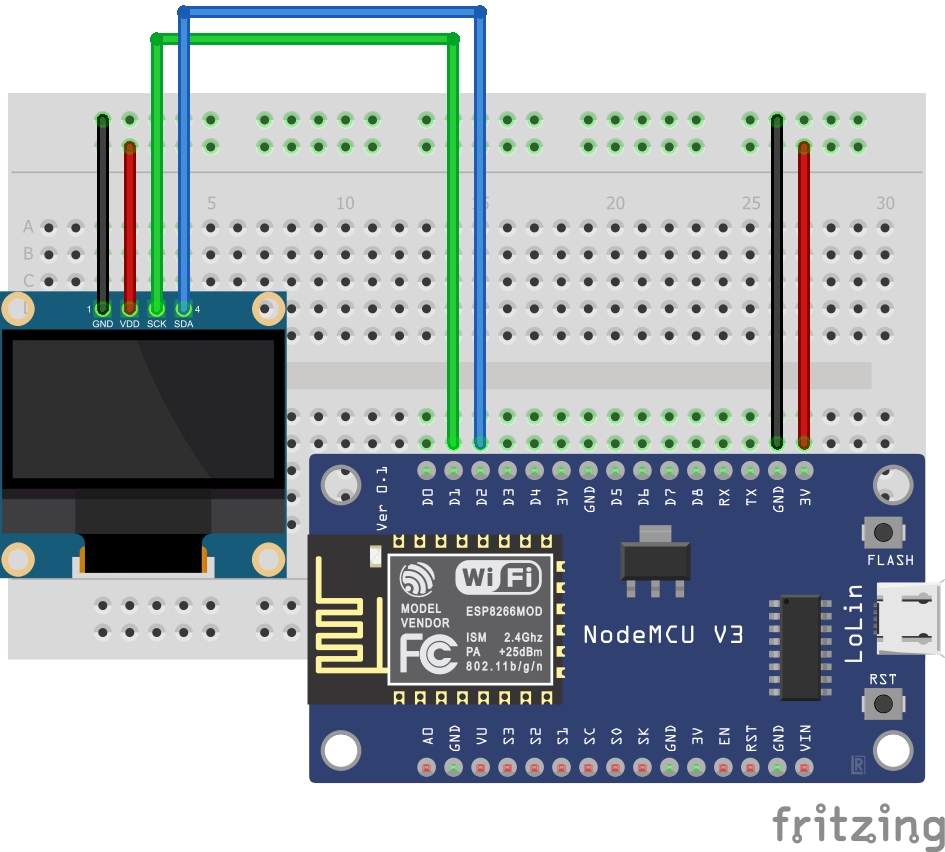 5 10 15 20 25 30
A
B
C
1 4
GND VDD SCK SDA
Ver 0.1
D0 D1 D2 D3 D4 3V GND D5 D6 D7 D8 RX TX GND 3V
FLASH
WiFi
MODEL
VENDOR
ESP8266MOD
FC
ISM 2.4Ghz
PA +25dBm
802.11b/g/n
NodeMCU V3
LoLin
RST
A0 GND VU S3 S2 S1 SC S0 SK GND 3V EN RST GND VIN
R
fritzing